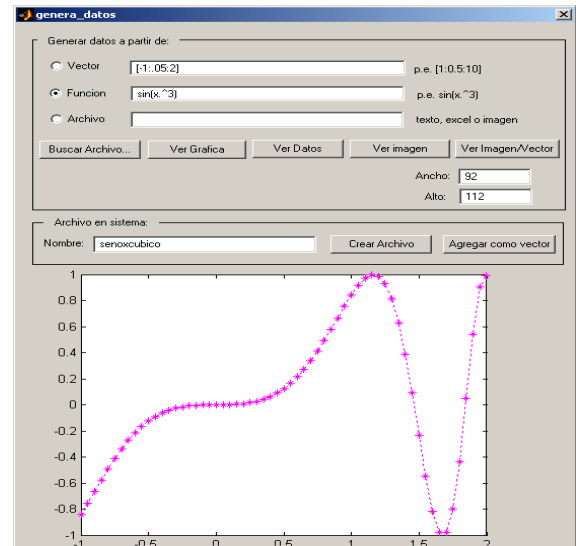 genera_datos
Generar datos a partir de:
Vector [-1:.05:2] p.e. [1:0.5:10]
Funcion sin(x.^3) p.e. sin(x.^3)
Archivo texto, excel o imagen
Buscar Archivo... Ver Grafica Ver Datos Ver imagen Ver Imagen/Vector
Ancho: 92
Alto: 112
Archivo en sistema:
Nombre: senoxcubico Crear Archivo Agregar como vector
1
0.8
0.6
0.4
0.2
0
-0.2
-0.4
-0.6
-0.8
-1
-1 -0.5 0 0.5 1 1.5 2